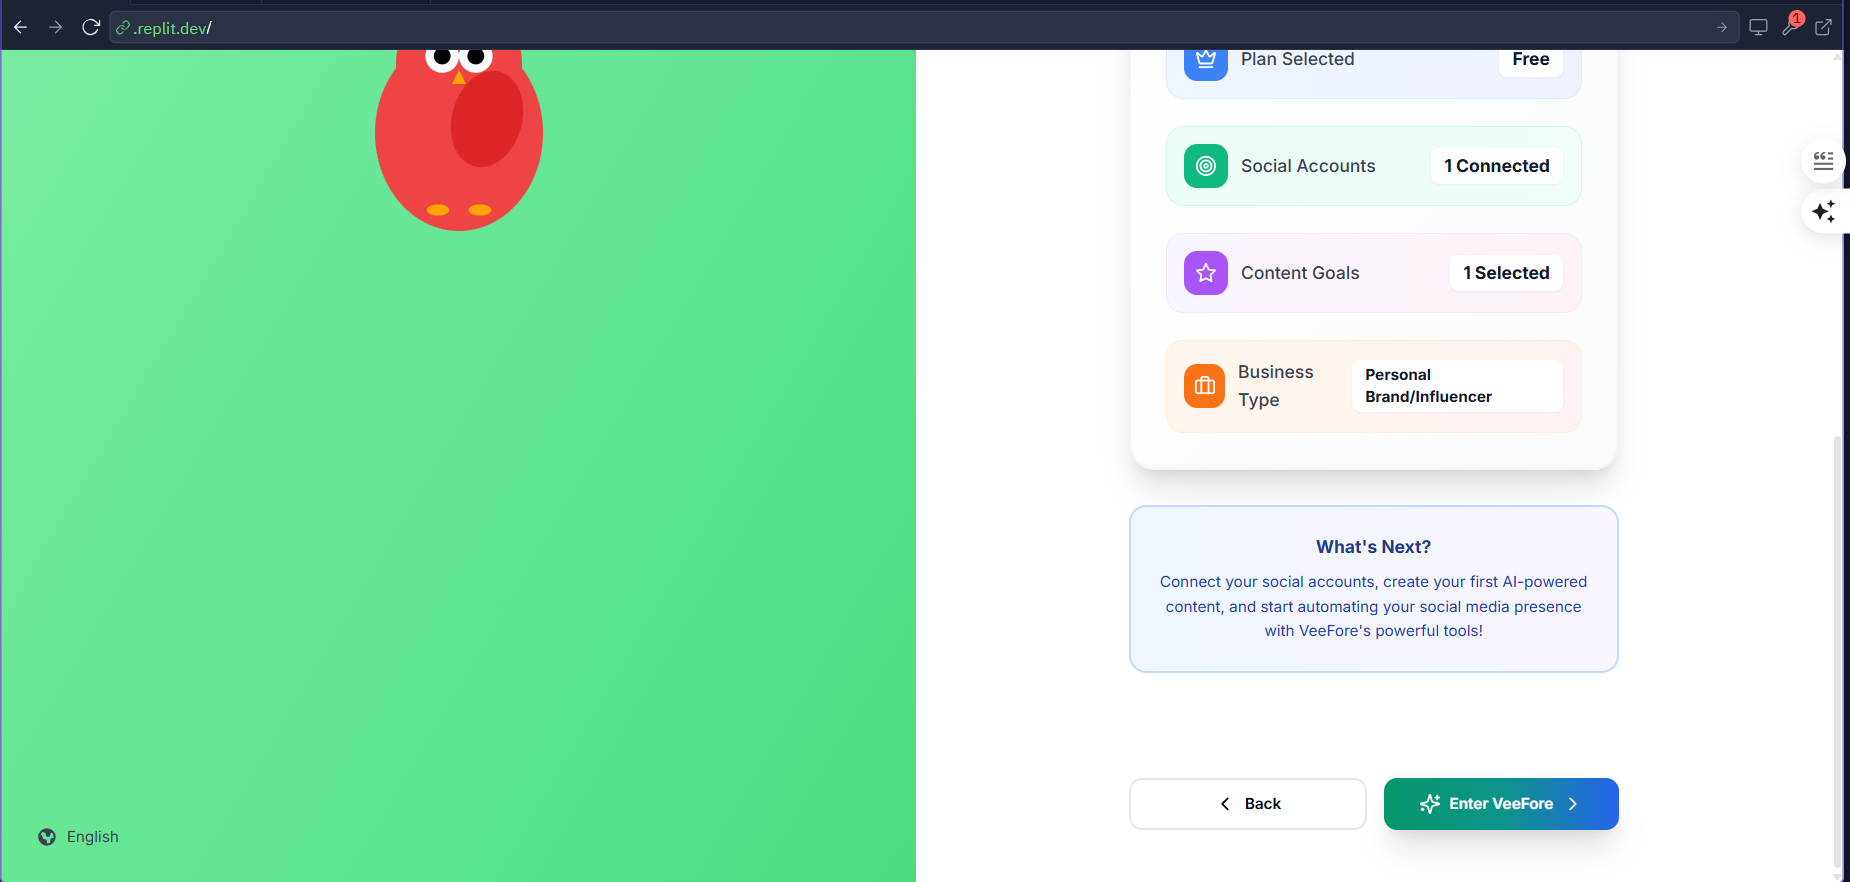 .replit.dev/
1
Plan Selected
Free
Social Accounts
1 Connected
Content Goals
1 Selected
Business
Type
Personal
Brand/Influencer
What's Next?
Connect your social accounts, create your first AI-powered
content, and start automating your social media presence
with VeeFore's powerful tools!
Back
Enter VeeFore
English